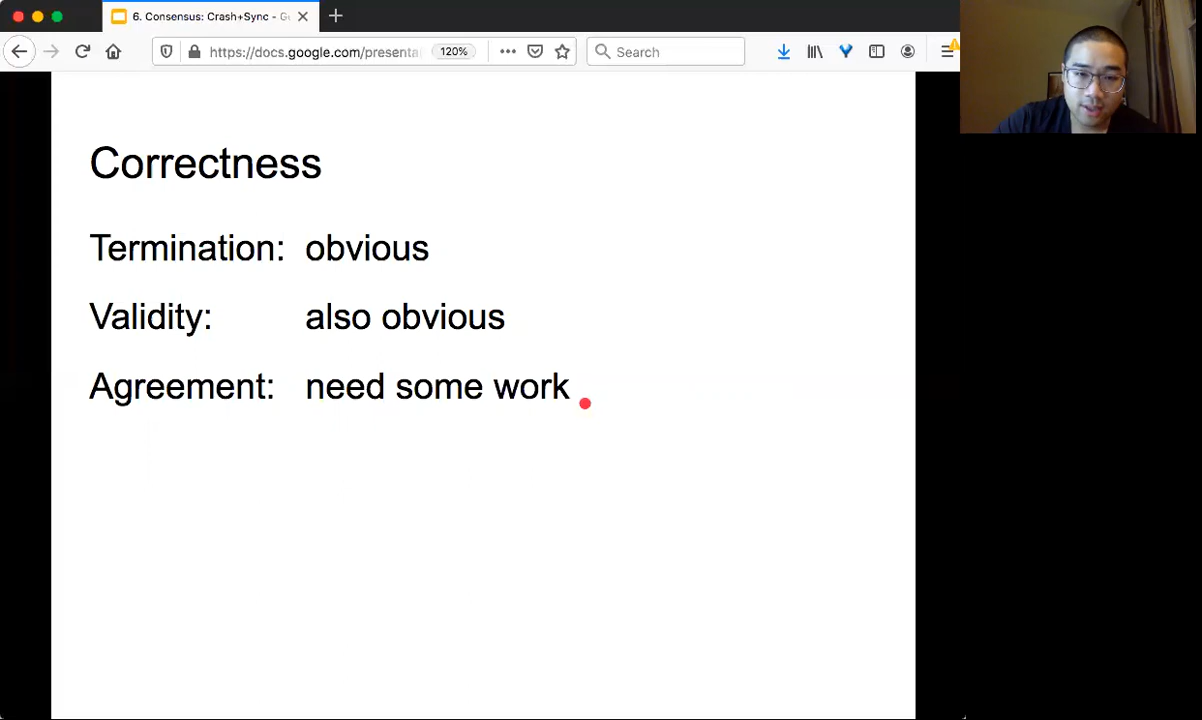 6. Consensus: Crash+Sync - G
https://docs.google.com/presenta
120%
Search
Correctness
Termination: obvious
Validity: also obvious
Agreement: need some work